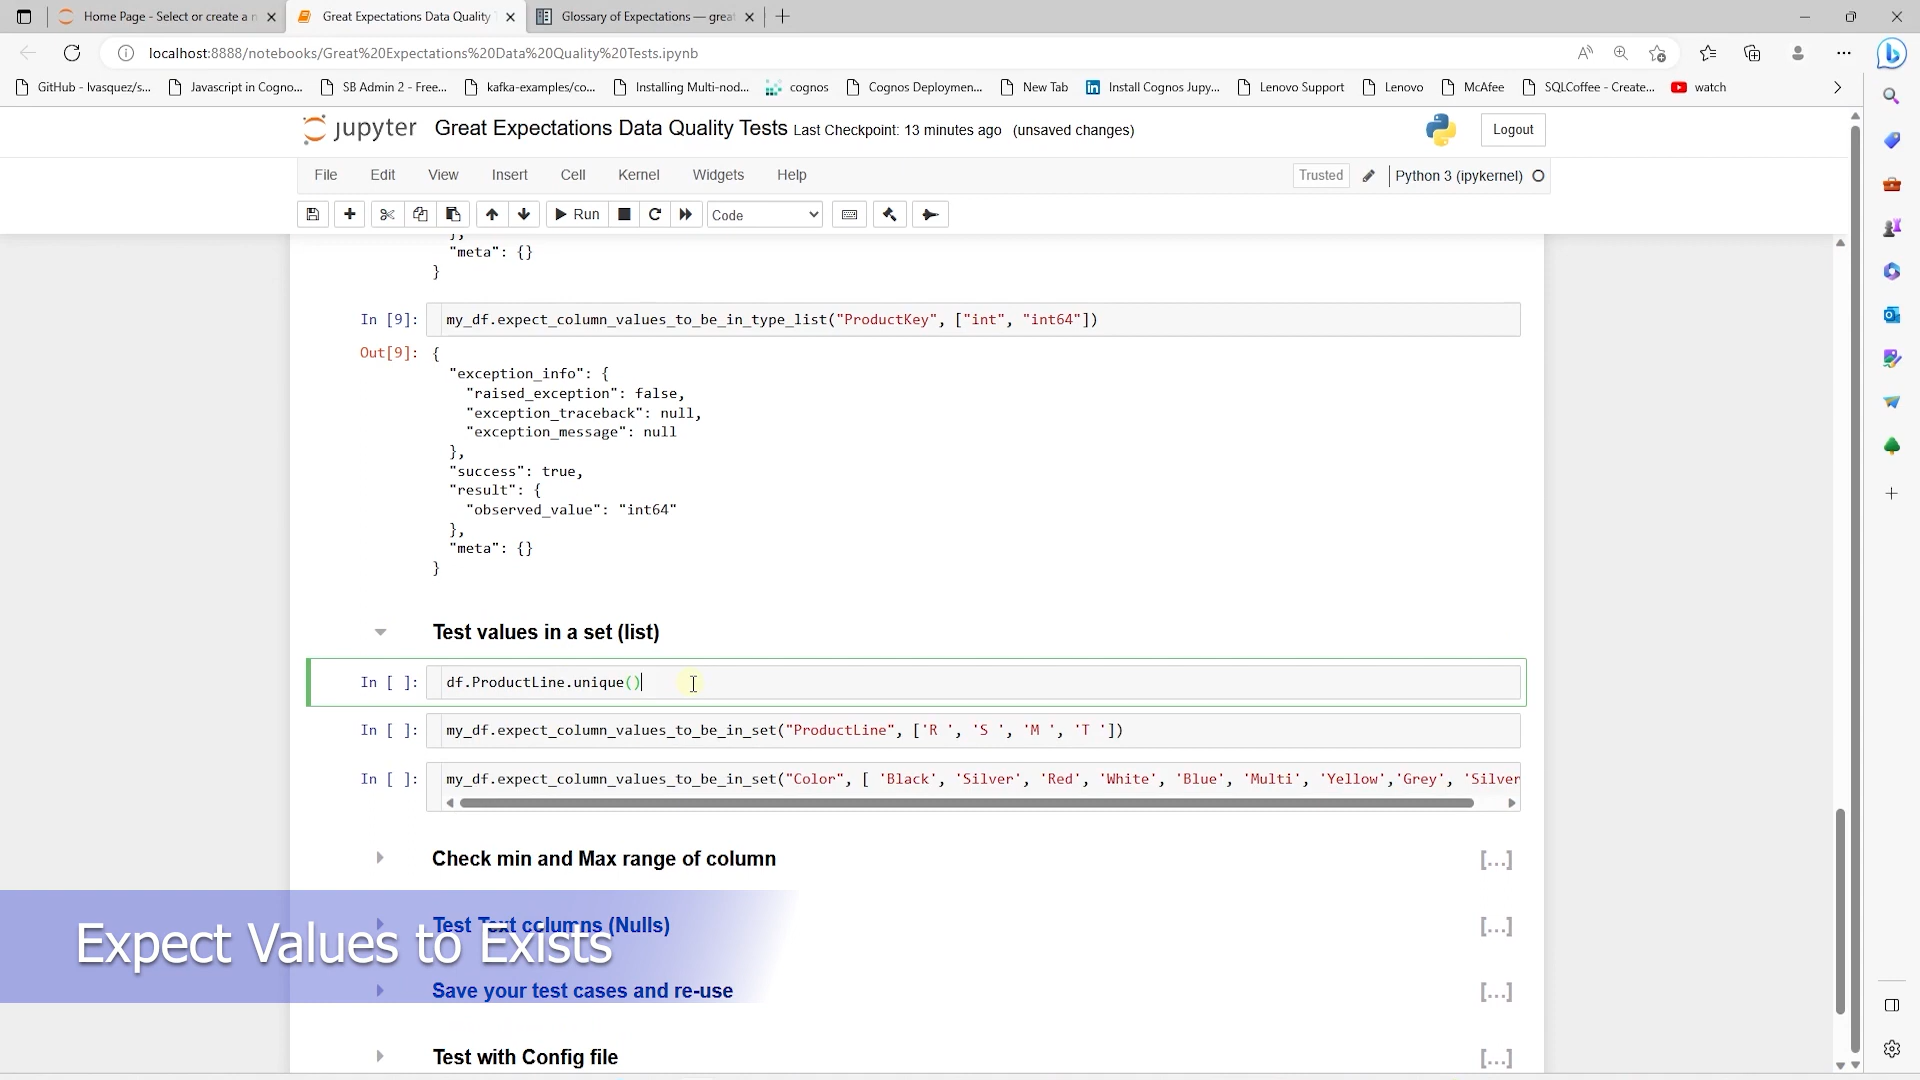 Home Page - Select or create a n
Great Expectations Data Quality T
Glossary of Expectations — great
localhost:8888/notebooks/Great%20Expectations%20Data%20Quality%20Tests.ipynb
GitHub - lvasquez/s...
Javascript in Cogno...
SB Admin 2 - Free...
kafka-examples/co...
Installing Multi-nod...
cognos
Cognos Deploymen...
New Tab
Install Cognos Jupy...
Lenovo Support
Lenovo
McAfee
SQLCoffee - Create...
watch
jupyter Great Expectations Data Quality Tests Last Checkpoint: 13 minutes ago (unsaved changes)
Logout
File Edit View Insert Cell Kernel Widgets Help
Trusted
Python 3 (ipykernel)
Run
Code
},
"meta": {}
}
In [9]: my_df.expect_column_values_to_be_in_type_list("ProductKey", ["int", "int64"])
Out[9]: {
"exception_info": {
"raised_exception": false,
"exception_traceback": null,
"exception_message": null
},
"success": true,
"result": {
"observed_value": "int64"
},
"meta": {}
}
Test values in a set (list)
In [ ]: df.ProductLine.unique()
In [ ]: my_df.expect_column_values_to_be_in_set("ProductLine", ['R ', 'S ', 'M ', 'T '])
In [ ]: my_df.expect_column_values_to_be_in_set("Color", [ 'Black', 'Silver', 'Red', 'White', 'Blue', 'Multi', 'Yellow','Grey', 'Silver
Check min and Max range of column
[...]
Test Text columns (Nulls)
[...]
Expect Values to Exists
Save your test cases and re-use
[...]
Test with Config file
[...]